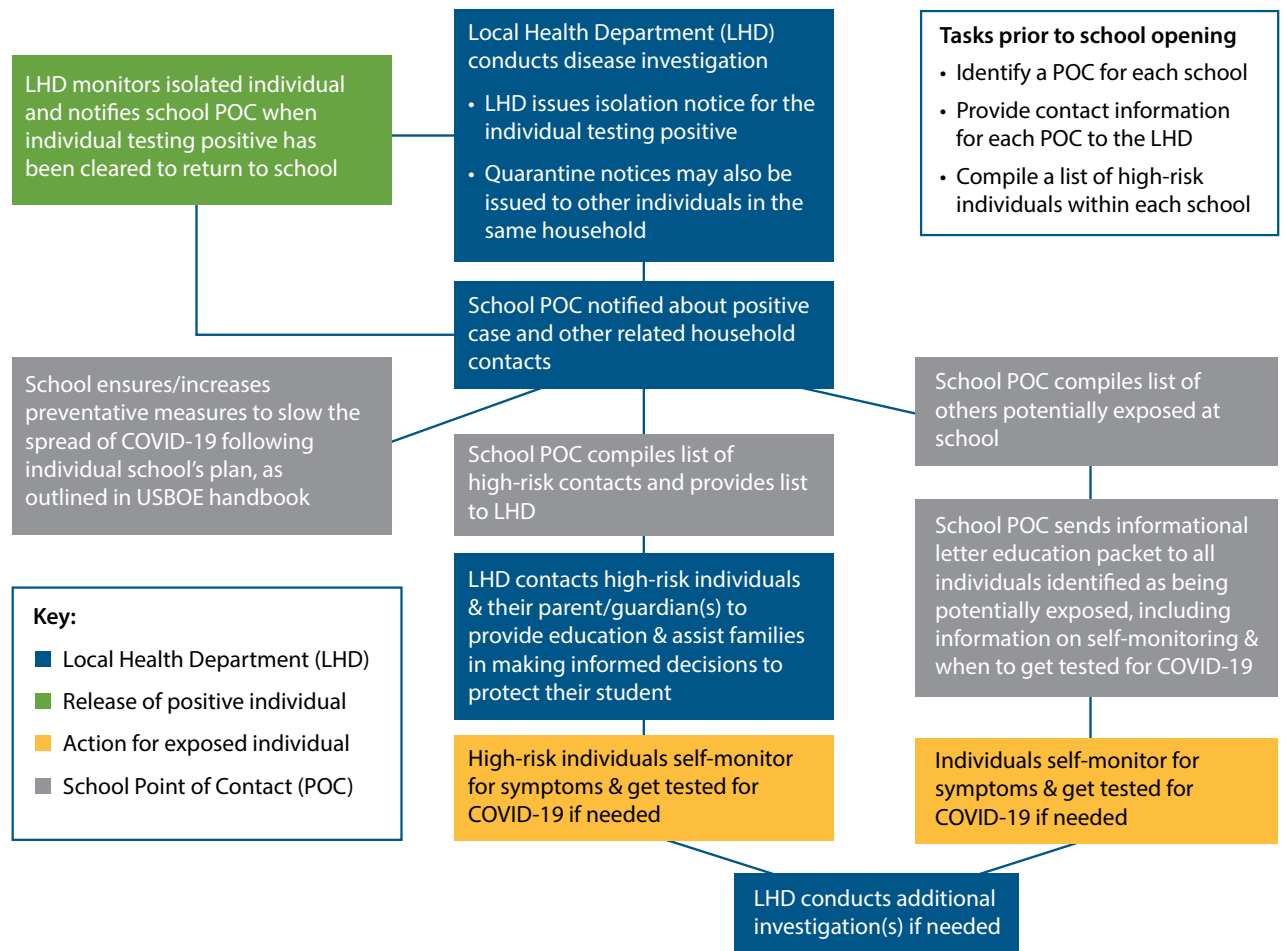 Local Health Department (LHD)
conducts disease investigation
• LHD issues isolation notice for the
individual testing positive
• Quarantine notices may also be
issued to other individuals in the
same household
Tasks prior to school opening
• Identify a POC for each school
• Provide contact information
for each POC to the LHD
• Compile a list of high-risk
individuals within each school
LHD monitors isolated individual
and notifies school POC when
individual testing positive has
been cleared to return to school
School POC notified about positive
case and other related household
contacts
School ensures/increases
preventative measures to slow the
spread of COVID-19 following
individual school’s plan, as
outlined in USBOE handbook
School POC compiles list of
high-risk contacts and provides list
to LHD
School POC compiles list of
others potentially exposed at
school
LHD contacts high-risk individuals
& their parent/guardian(s) to
provide education & assist families
in making informed decisions to
protect their student
School POC sends informational
letter education packet to all
individuals identified as being
potentially exposed, including
information on self-monitoring &
when to get tested for COVID-19
Key:
Local Health Department (LHD)
Release of positive individual
Action for exposed individual
School Point of Contact (POC)
High-risk individuals self-monitor
for symptoms & get tested for
COVID-19 if needed
Individuals self-monitor for
symptoms & get tested for
COVID-19 if needed
LHD conducts additional
investigation(s) if needed